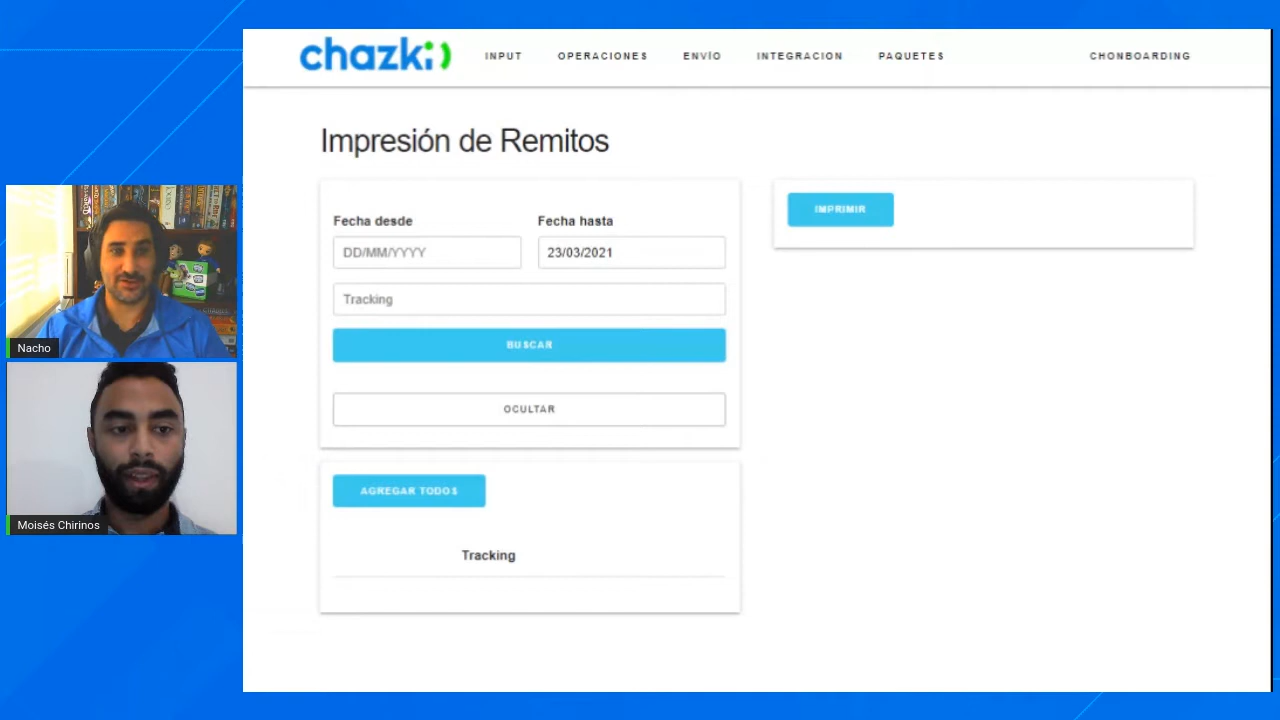 chazki
INPUT
OPERACIONES
ENVÍO
INTEGRACION
PAQUETES
CHONBOARDING
Impresión de Remitos
Fecha desde
Fecha hasta
DD/MM/YYYY
23/03/2021
Tracking
BUSCAR
OCULTAR
IMPRIMIR
AGREGAR TODOS
Tracking
Nacho
Moisés Chirinos